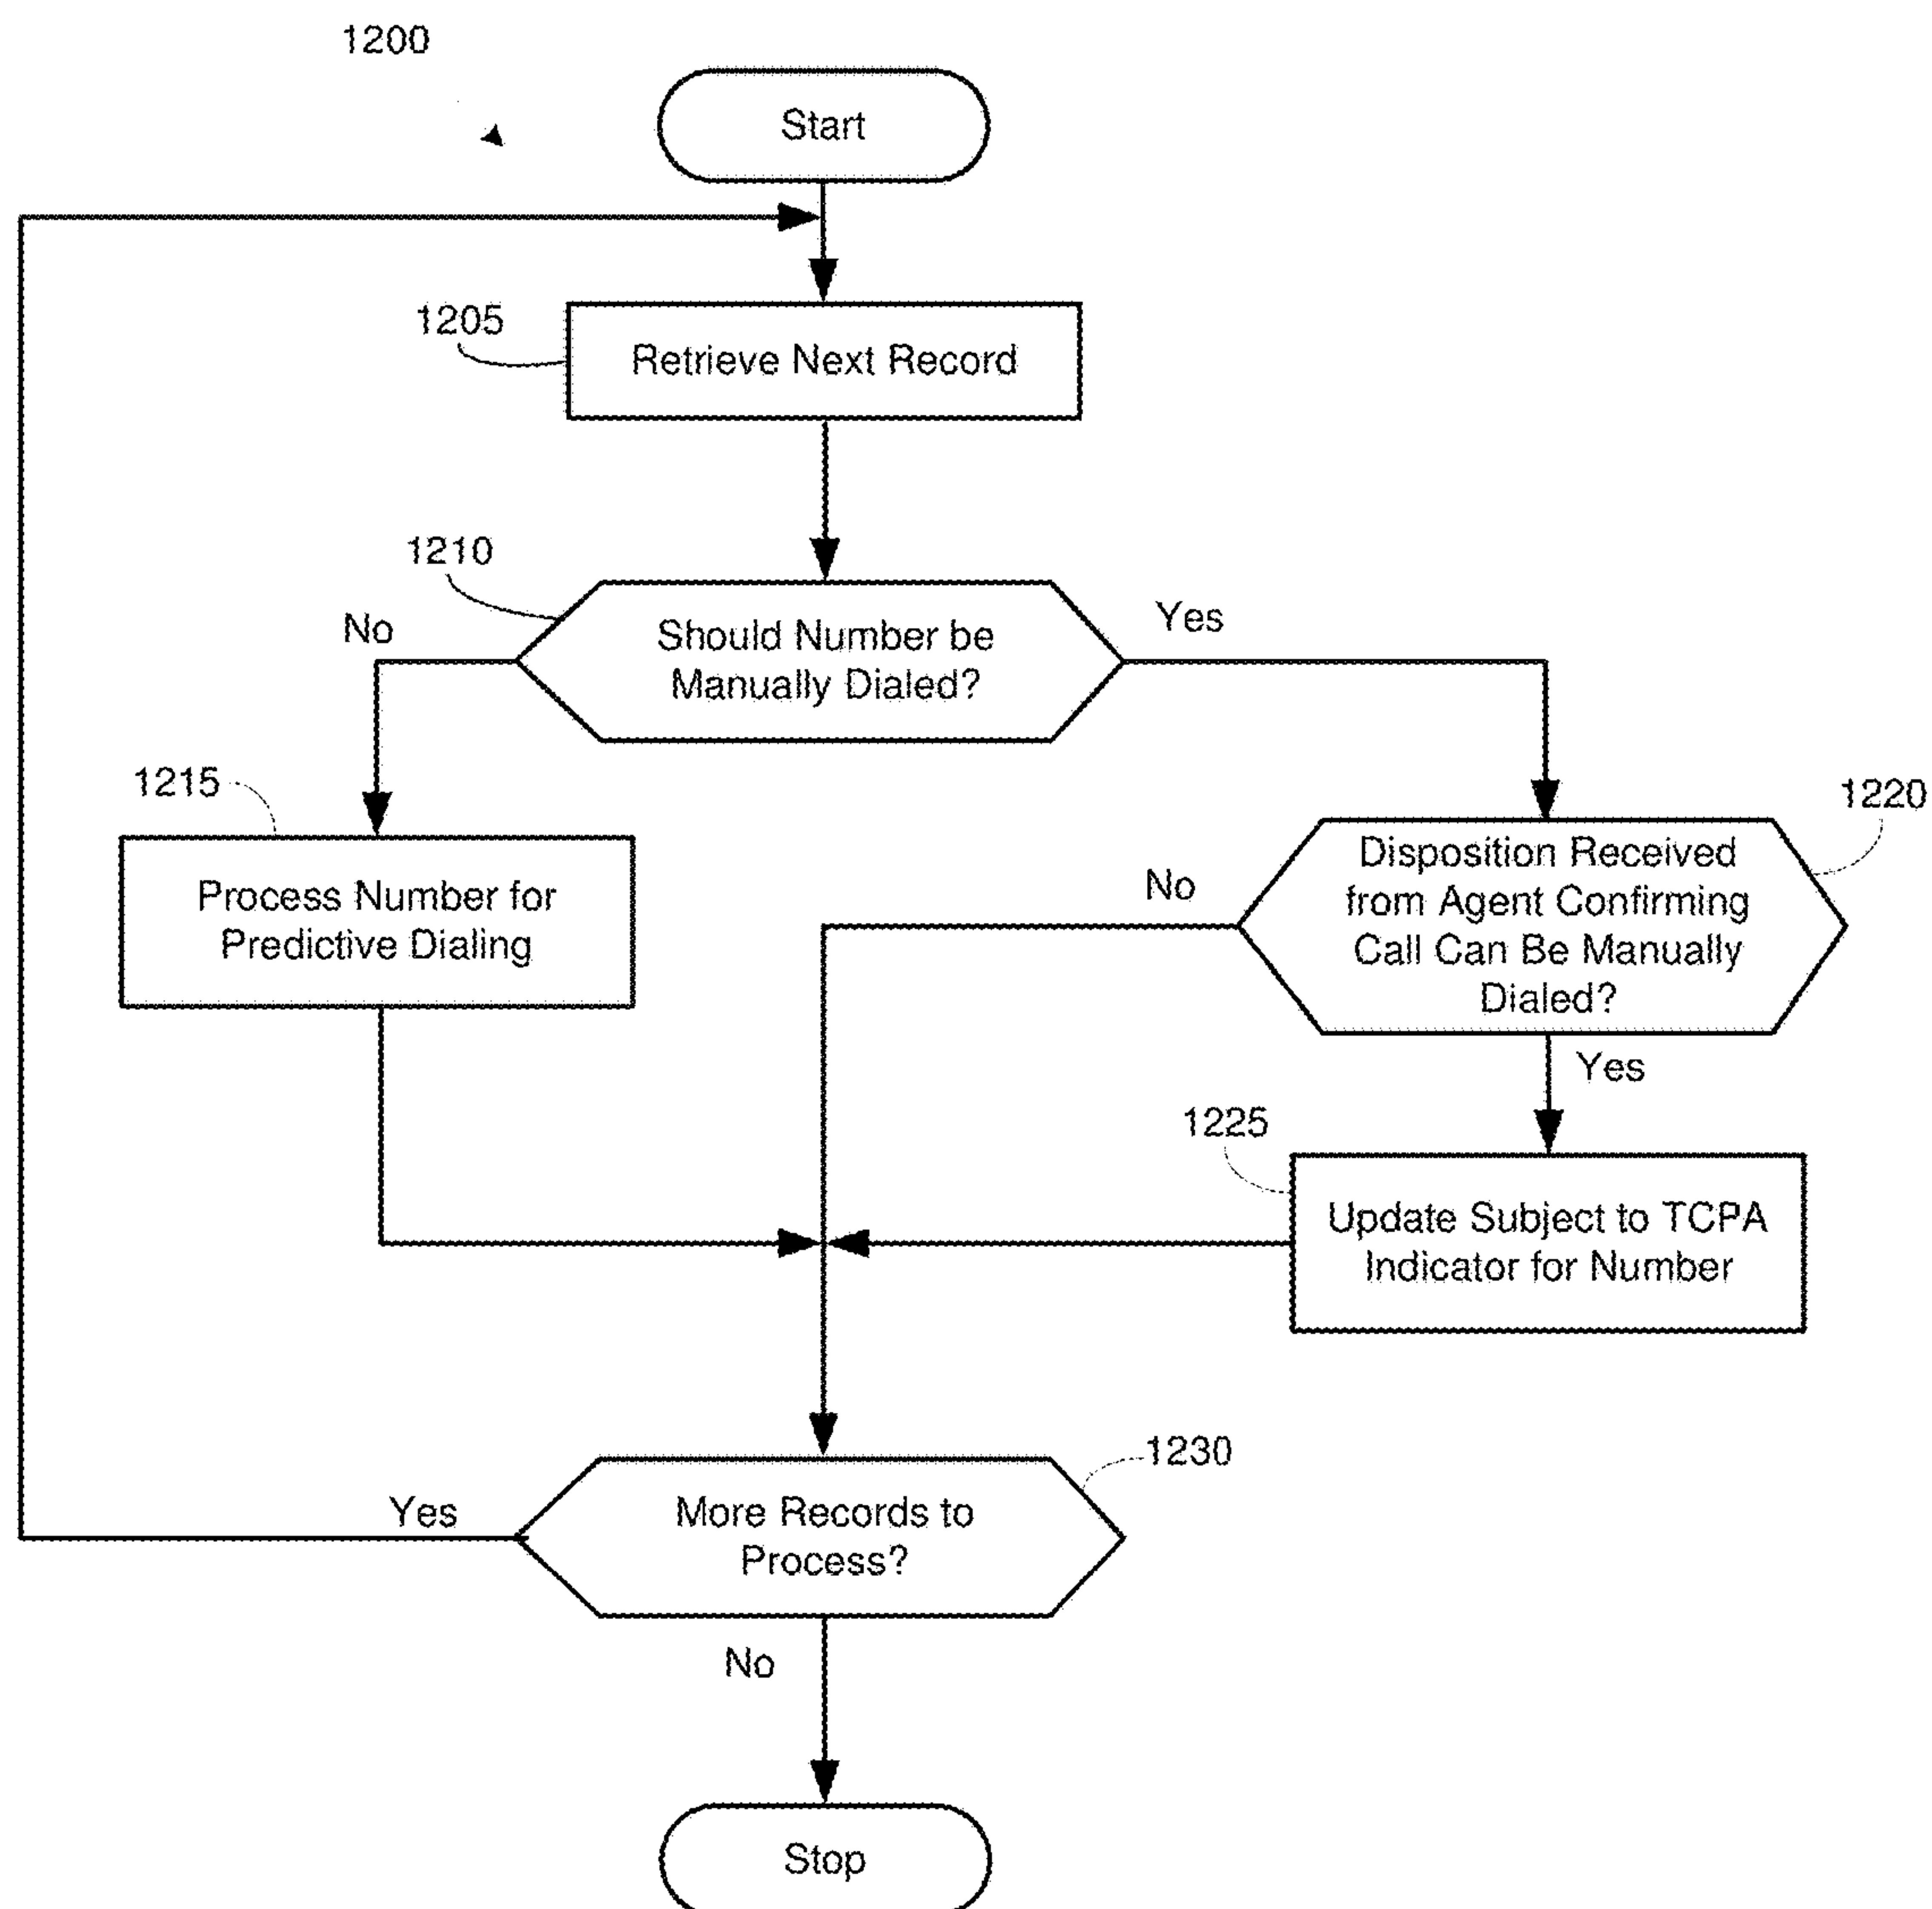 1200
Start
1205
Retrieve Next Record
1210
No
Should Number be
Manually Dialed?
Yes
1215
Process Number for
Predictive Dialing
1220
No
Disposition Received
from Agent Confirming
Call Can Be Manually
Dialed?
Yes
1225
Update Subject to TCPA
Indicator for Number
1230
Yes
More Records to
Process?
No
Stop